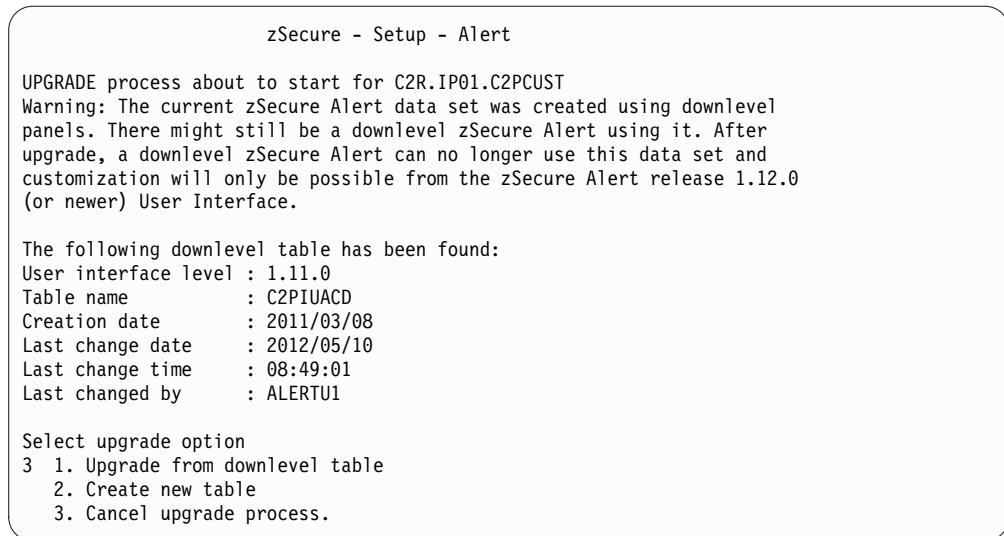 zSecure - Setup - Alert
UPGRADE process about to start for C2R.IP01.C2PCUST
Warning: The current zSecure Alert data set was created using downlevel
panels. There might still be a downlevel zSecure Alert using it. After
upgrade, a downlevel zSecure Alert can no longer use this data set and
customization will only be possible from the zSecure Alert release 1.12.0
(or newer) User Interface.
The following downlevel table has been found:
User interface level : 1.11.0
Table name : C2PIUACD
Creation date : 2011/03/08
Last change date : 2012/05/10
Last change time : 08:49:01
Last changed by : ALERTU1
Select upgrade option
3 1. Upgrade from downlevel table
2. Create new table
3. Cancel upgrade process.